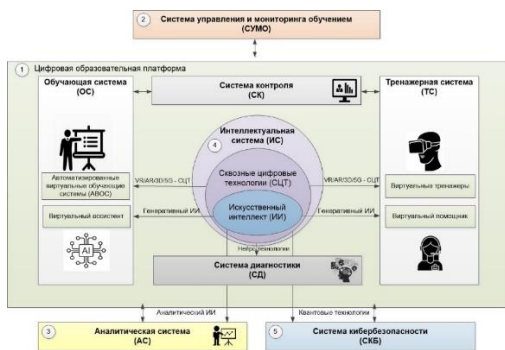 2
Система управления и мониторинга обучением
(СУМО)
1
Цифровая образовательная платформа
Обучающая система
(ОС)
Система контроля
(СК)
Тренажерная система
(ТС)
4
Интеллектуальная
система (ИС)
Сквозные цифровые
технологии (СЦТ)
Искусственный
интеллект (ИИ)
VR/AR/3D/5G - СЦТ
VR/AR/3D/5G - СЦТ
Автоматизированные
виртуальные обучающие
системы (АВОС)
Виртуальные тренажеры
Генеративный ИИ
Генеративный ИИ
Виртуальный ассистент
Виртуальный помощник
AI
Нейротехнологии
Система диагностики
(СД)
Аналитический ИИ
Квантовые технологии
3
Аналитическая система
(АС)
5
Система кибербезопасности
(СКБ)